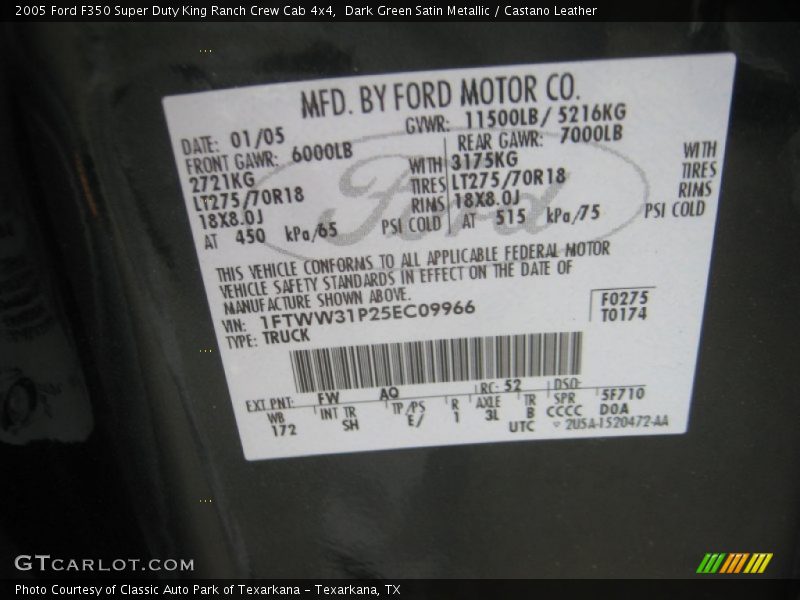 2005 Ford F350 Super Duty King Ranch Crew Cab 4x4,  Dark Green Satin Metallic / Castano Leather
MFD. BY FORD MOTOR CO.
DATE: 01/05 GVWR: 11500LB/ 5216KG
FRONT GAWR: 6000LB REAR GAWR: 7000LB
2721KG WITH 3175KG WITH
LT275/70R18 TIRES LT275/70R18 TIRES
18X8.0J RIMS 18X8.0J RIMS
AT 450 kPa/65 PSI COLD AT 515 kPa/75 PSI COLD
THIS VEHICLE CONFORMS TO ALL APPLICABLE FEDERAL MOTOR
VEHICLE SAFETY STANDARDS IN EFFECT ON THE DATE OF
MANUFACTURE SHOWN ABOVE.
VIN: 1FTWW31P25EC09966 F0275
TYPE: TRUCK T0174
Ford
EXT PNT: FW AQ RC: 52 DSO:
WB INT TR TP/PS R AXLE TR SPR 5F710
172 SH E/ 1 3L B CCCC D0A
UTC 2U5A-1520472-AA
GTCARLOT.COM
Photo Courtesy of Classic Auto Park of Texarkana - Texarkana, TX